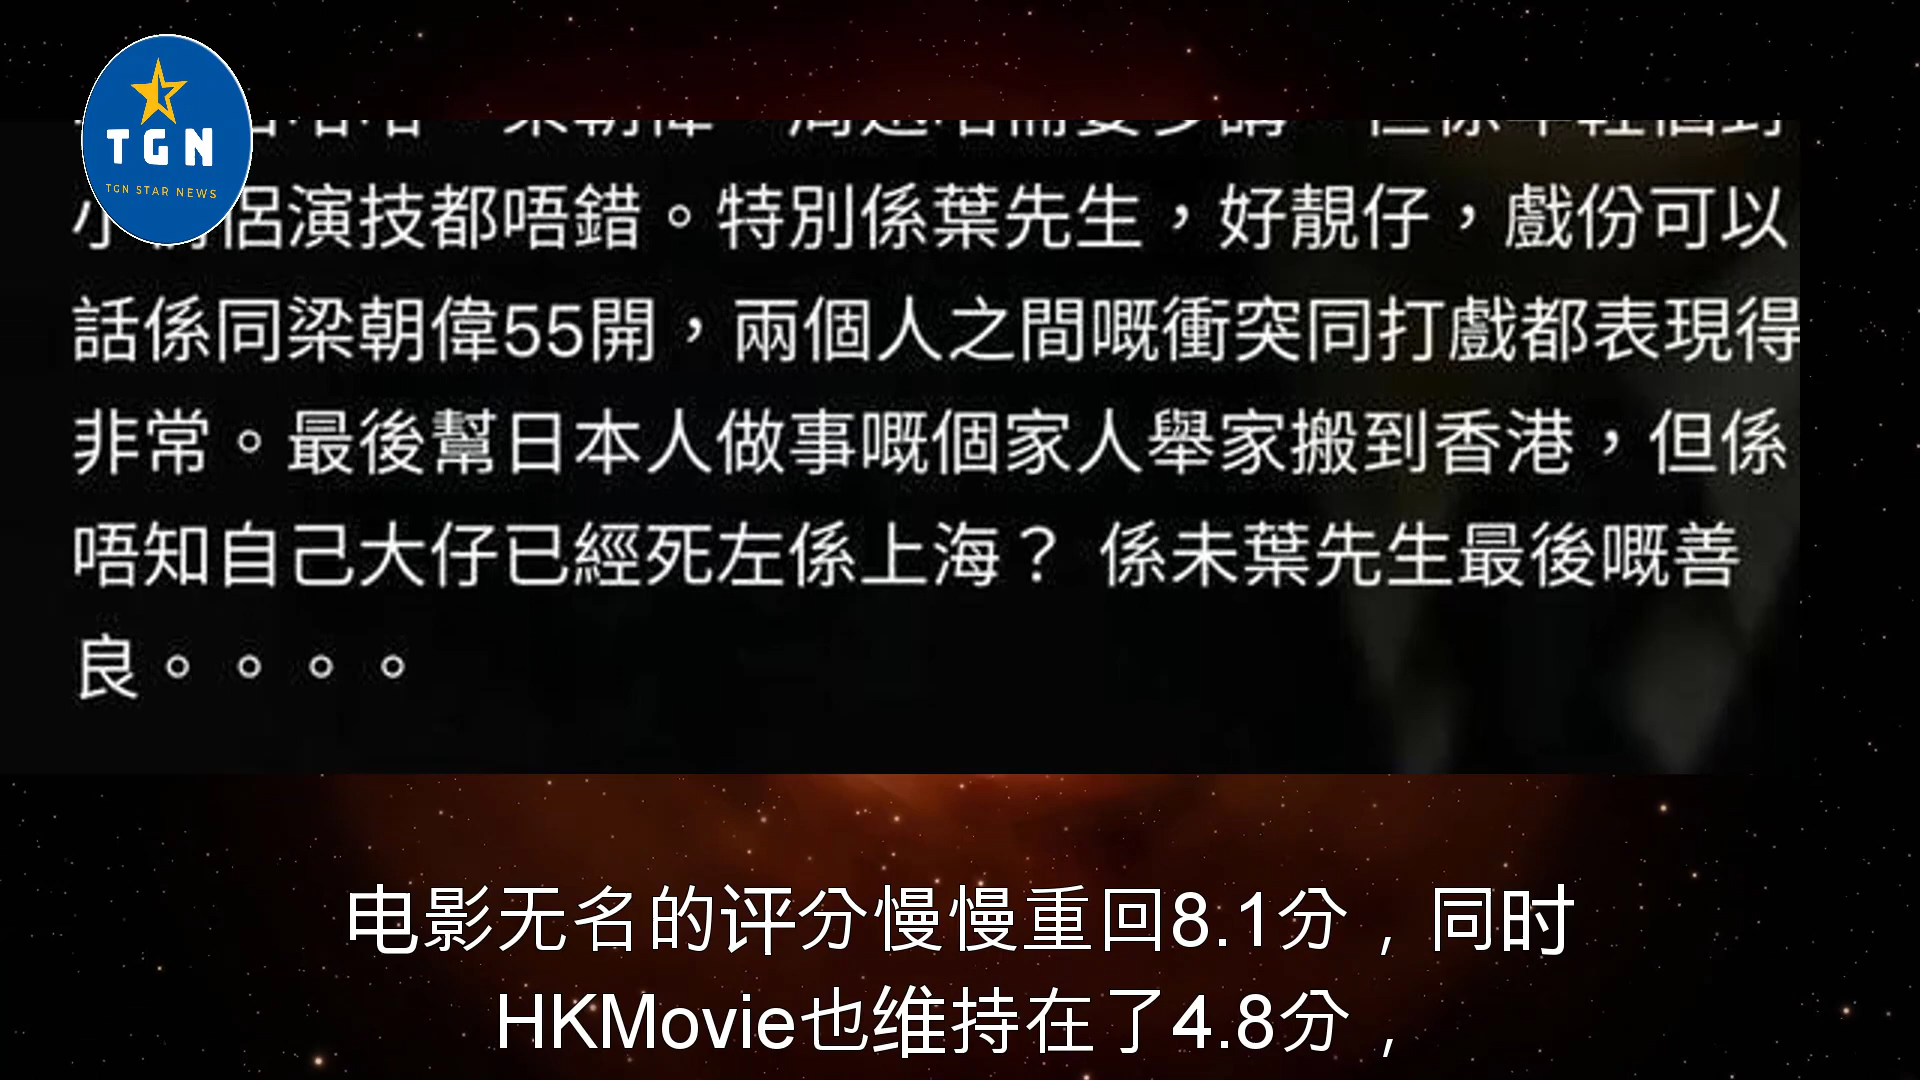 TGN
TGN STAR NEWS
侶演技都唔錯。特別係葉先生，好靚仔，戲份可以
話係同梁朝偉55開，兩個人之間嘅衝突同打戲都表現得
非常。最後幫日本人做事嘅個家人舉家搬到香港，但係
唔知自己大仔已經死左係上海？ 係未葉先生最後嘅善
良。。。。
电影无名的评分慢慢重回8.1分，同时
HKMovie也维持在了4.8分，